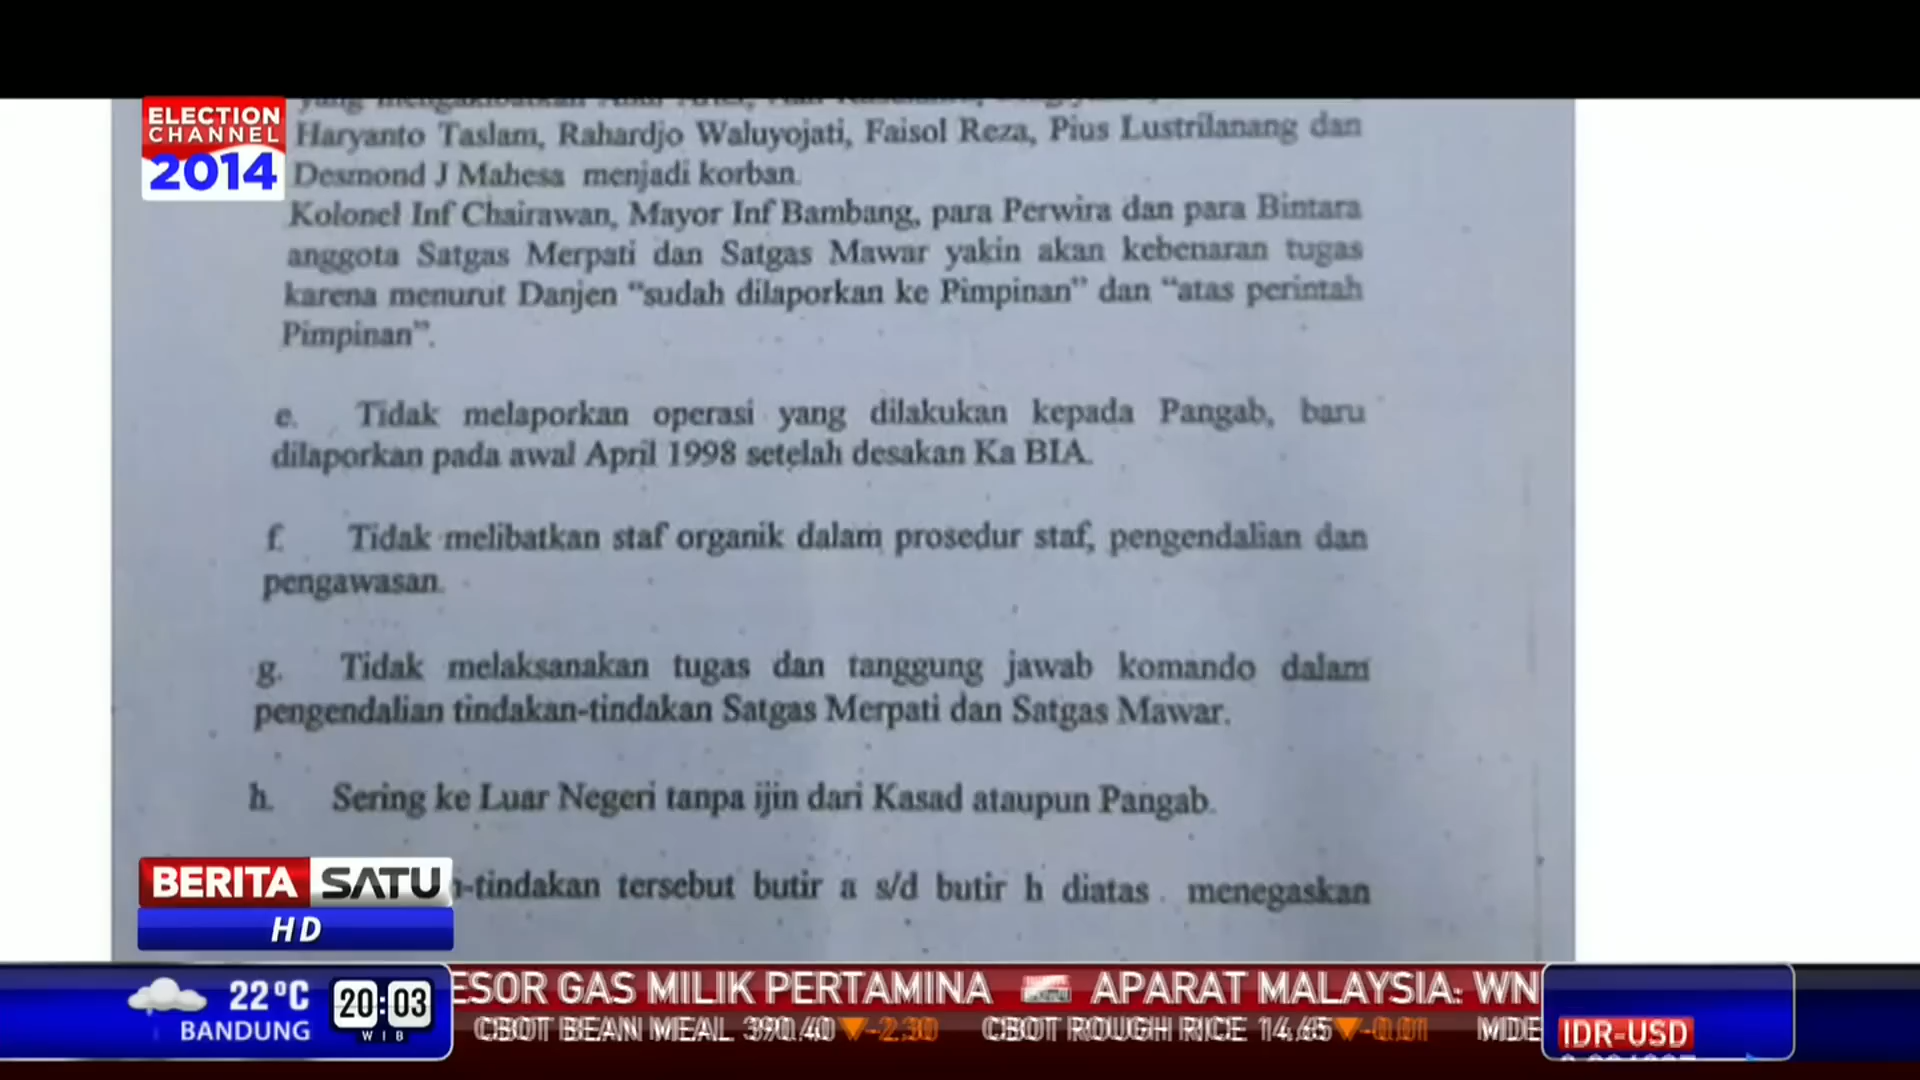 ELECTION
CHANNEL
2014
Haryanto Taslam, Rahardjo Waluyojati, Faisol Reza, Pius Lustrilanang dan
Desmond J Mahesa menjadi korban.
Kolonel Inf Chairawan, Mayor Inf Bambang, para Perwira dan para Bintara
anggota Satgas Merpati dan Satgas Mawar yakin akan kebenaran tugas
karena menurut Danjen “sudah dilaporkan ke Pimpinan” dan “atas perintah
Pimpinan”.
e. Tidak melaporkan operasi yang dilakukan kepada Pangab, baru
dilaporkan pada awal April 1998 setelah desakan Ka BIA.
f. Tidak melibatkan staf organik dalam prosedur staf, pengendalian dan
pengawasan.
g. Tidak melaksanakan tugas dan tanggung jawab komando dalam
pengendalian tindakan-tindakan Satgas Merpati dan Satgas Mawar.
h. Sering ke Luar Negeri tanpa ijin dari Kasad ataupun Pangab.
-tindakan tersebut butir a s/d butir h diatas menegaskan
BERITA SATU
HD
22°C
BANDUNG
20:03
WIB
ESOR GAS MILIK PERTAMINA APARAT MALAYSIA: WN
CBOT BEAN MEAL 390.40 -2.30 CBOT ROUGH RICE 14.65 -0.01 MDE
IDR-USD